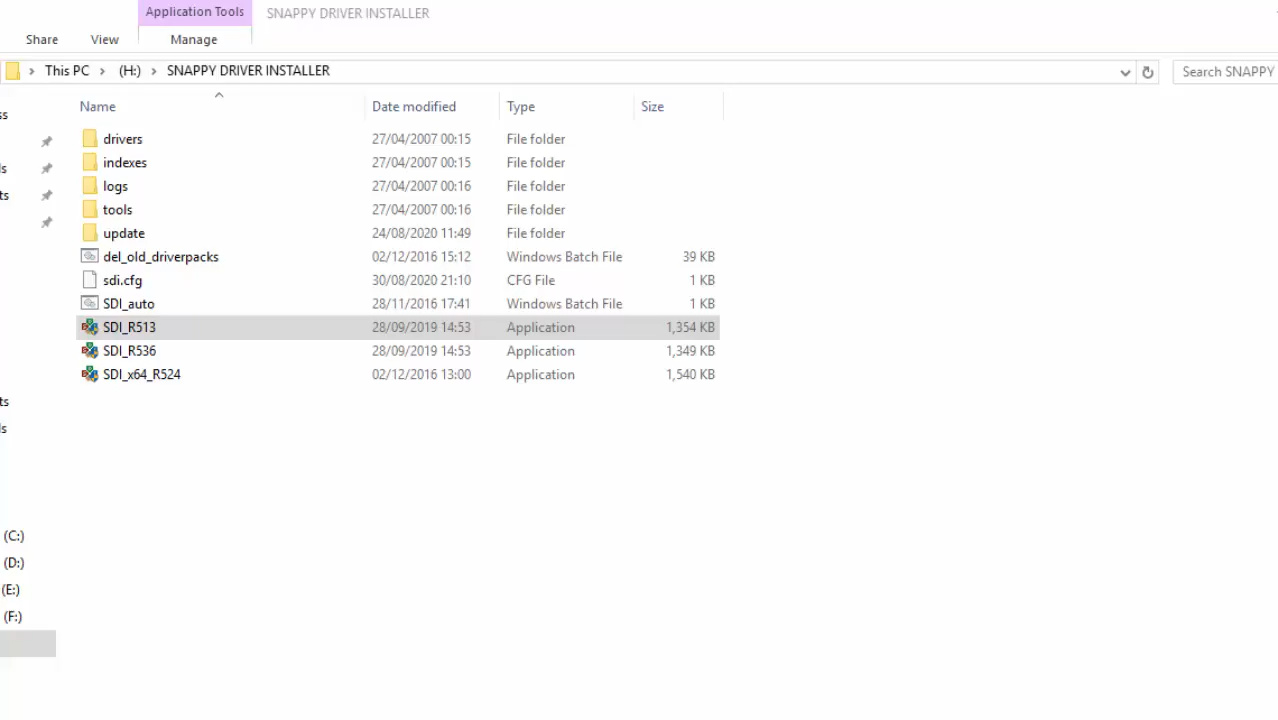 Application Tools SNAPPY DRIVER INSTALLER
Share View Manage
This PC (H:) SNAPPY DRIVER INSTALLER Search SNAPPY
Name Date modified Type Size
ss
drivers 27/04/2007 00:15 File folder
indexes 27/04/2007 00:15 File folder
ls
logs 27/04/2007 00:16 File folder
ts
tools 27/04/2007 00:16 File folder
update 24/08/2020 11:49 File folder
del_old_driverpacks 02/12/2016 15:12 Windows Batch File 39 KB
sdi.cfg 30/08/2020 21:10 CFG File 1 KB
SDI_auto 28/11/2016 17:41 Windows Batch File 1 KB
SDI_R513 28/09/2019 14:53 Application 1,354 KB
SDI_R536 28/09/2019 14:53 Application 1,349 KB
SDI_x64_R524 02/12/2016 13:00 Application 1,540 KB
ts
ls
(C:)
(D:)
(E:)
(F:)